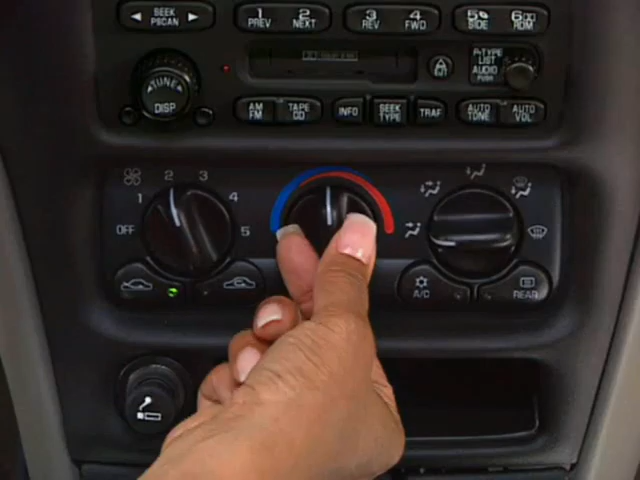 SEEK
PSCAN
1 2 3 4 5 6
PREV NEXT REV FWD SIDE RDM
P-TYPE
LIST
AUDIO
PUSH
TUNE
DISP
AM
FM
TAPE
CD
INFO
SEEK
TYPE
TRAF
AUTO
TONE
AUTO
VOL
OFF 1 2 3 4 5
A/C
REAR